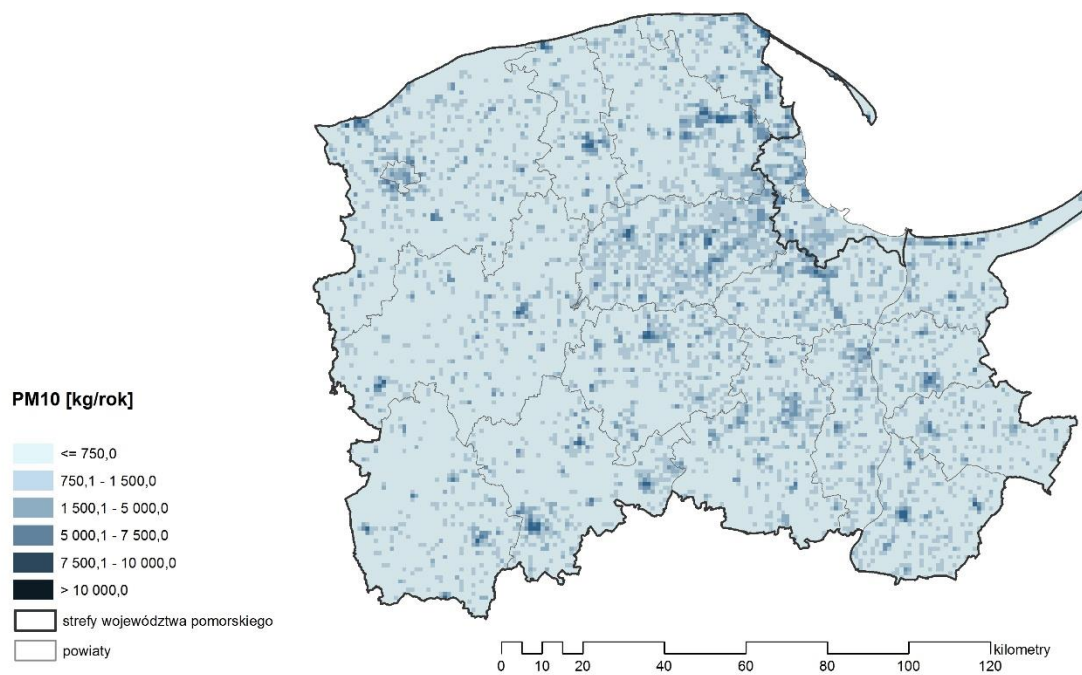 PM10 [kg/rok]
<= 750,0
750,1 - 1 500,0
1 500,1 - 5 000,0
5 000,1 - 7 500,0
7 500,1 - 10 000,0
> 10 000,0
strefy województwa pomorskiego
powiaty
kilometry
0 10 20 40 60 80 100 120